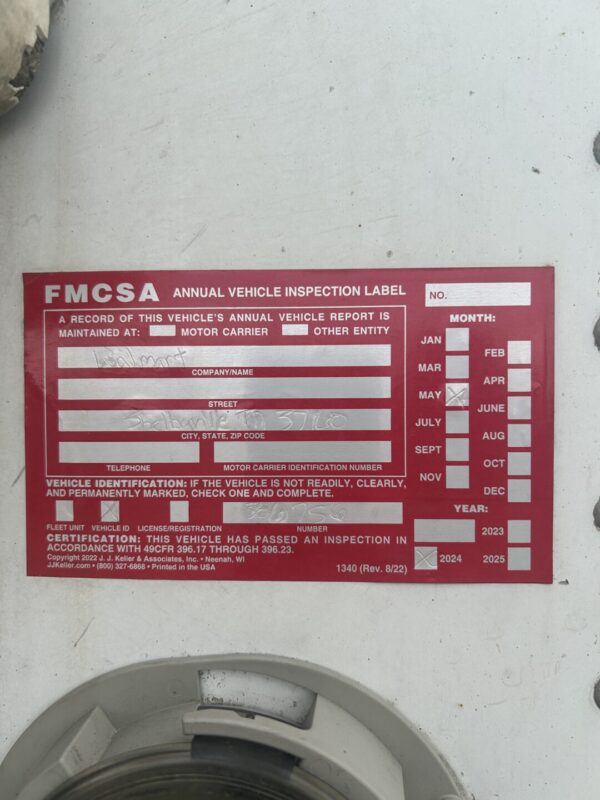 FMCSA ANNUAL VEHICLE INSPECTION LABEL
NO.
A RECORD OF THIS VEHICLE'S ANNUAL VEHICLE REPORT IS
MAINTAINED AT: MOTOR CARRIER OTHER ENTITY
Walmart
COMPANY/NAME
STREET
TN
CITY, STATE, ZIP CODE
TELEPHONE MOTOR CARRIER IDENTIFICATION NUMBER
VEHICLE IDENTIFICATION: IF THE VEHICLE IS NOT READILY, CLEARLY,
AND PERMANENTLY MARKED, CHECK ONE AND COMPLETE.
FLEET UNIT VEHICLE ID LICENSE/REGISTRATION NUMBER
CERTIFICATION: THIS VEHICLE HAS PASSED AN INSPECTION IN
ACCORDANCE WITH 49CFR 396.17 THROUGH 396.23.
Copyright 2022 J. J. Keller & Associates, Inc. • Neenah, WI
JJKeller.com • (800) 327-6868 • Printed in the USA
1340 (Rev. 8/22)
MONTH:
JAN
FEB
MAR
APR
MAY
JUNE
JULY
AUG
SEPT
OCT
NOV
DEC
YEAR:
2023
2024
2025